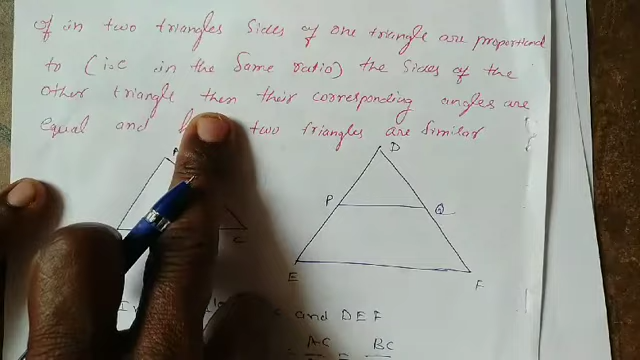 If in two triangles sides of one triangle are proportional
to (i.e in the same ratio) the sides of the
other triangle then their corresponding angles are
equal and two triangles are similar
A D
P Q
C
E F
and DEF
AC BC
=